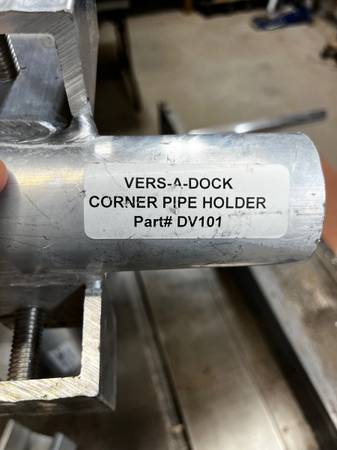 VERS-A-DOCK
CORNER PIPE HOLDER
Part# DV101